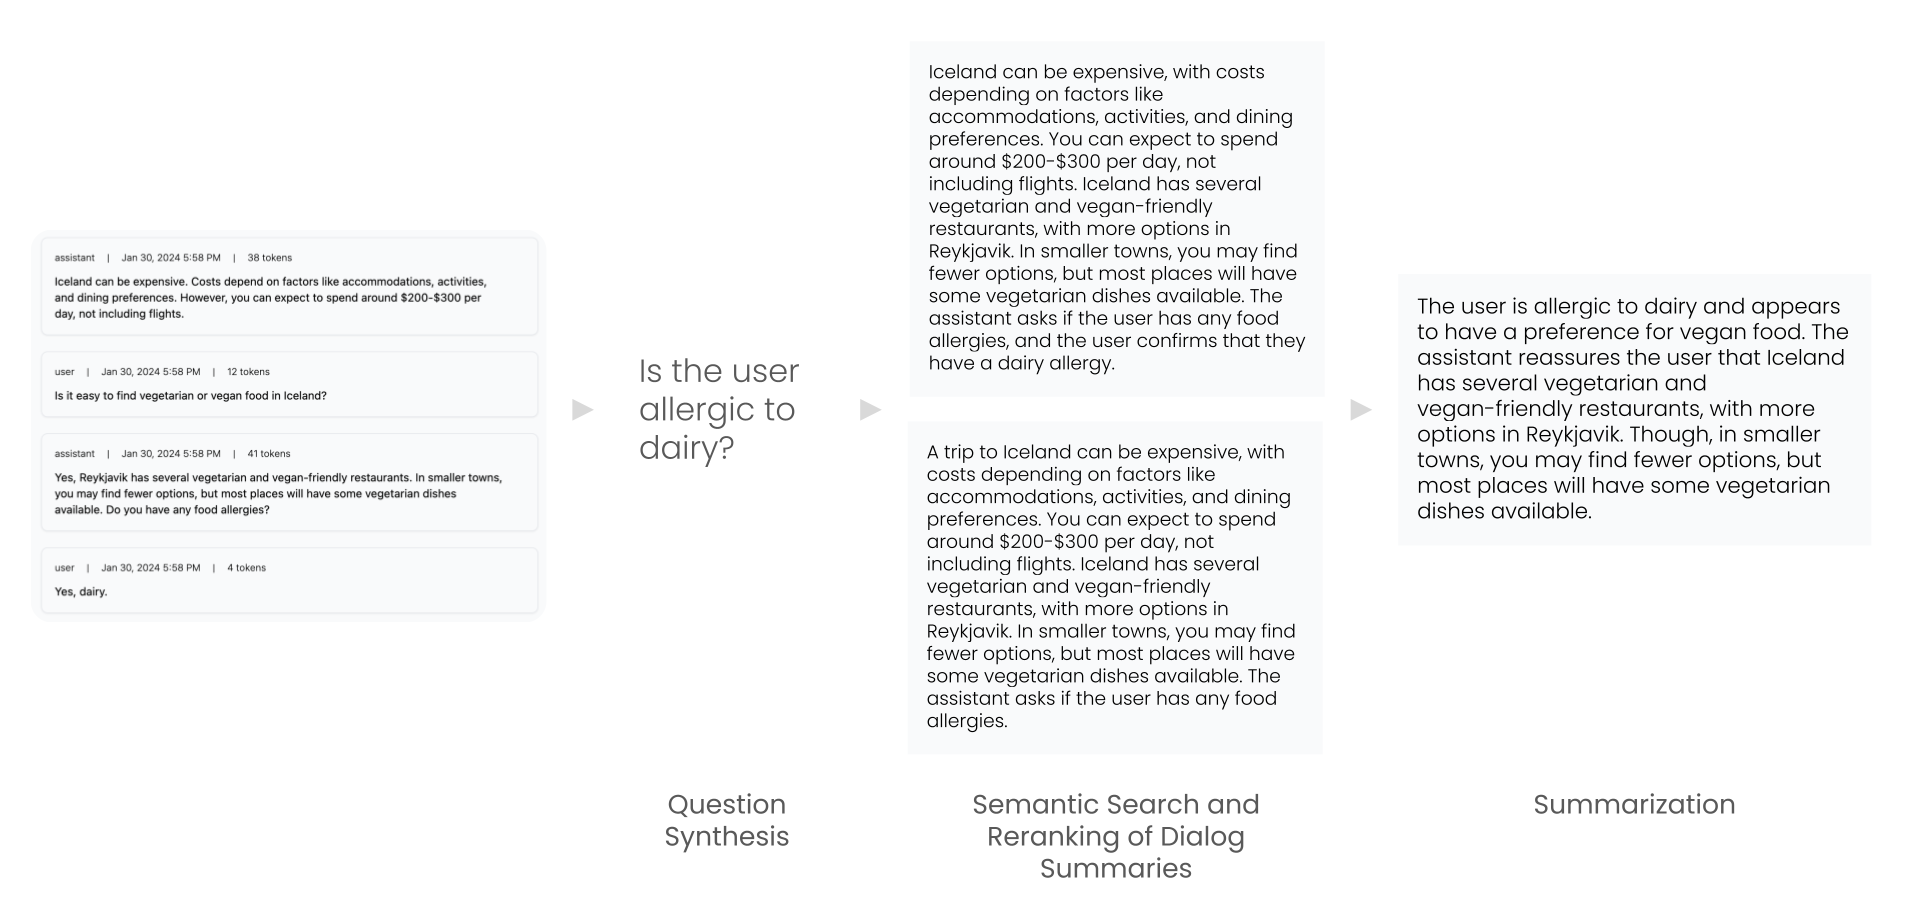 assistant | Jan 30, 2024 5:58 PM | 38 tokens
Iceland can be expensive. Costs depend on factors like accommodations, activities,
and dining preferences. However, you can expect to spend around $200-$300 per
day, not including flights.
user | Jan 30, 2024 5:58 PM | 12 tokens
Is it easy to find vegetarian or vegan food in Iceland?
assistant | Jan 30, 2024 5:58 PM | 41 tokens
Yes, Reykjavik has several vegetarian and vegan-friendly restaurants. In smaller towns,
you may find fewer options, but most places will have some vegetarian dishes
available. Do you have any food allergies?
user | Jan 30, 2024 5:58 PM | 4 tokens
Yes, dairy.
Is the user
allergic to
dairy?
Question
Synthesis
Iceland can be expensive, with costs
depending on factors like
accommodations, activities, and dining
preferences. You can expect to spend
around $200-$300 per day, not
including flights. Iceland has several
vegetarian and vegan-friendly
restaurants, with more options in
Reykjavik. In smaller towns, you may find
fewer options, but most places will have
some vegetarian dishes available. The
assistant asks if the user has any food
allergies, and the user confirms that they
have a dairy allergy.
A trip to Iceland can be expensive, with
costs depending on factors like
accommodations, activities, and dining
preferences. You can expect to spend
around $200-$300 per day, not
including flights. Iceland has several
vegetarian and vegan-friendly
restaurants, with more options in
Reykjavik. In smaller towns, you may find
fewer options, but most places will have
some vegetarian dishes available. The
assistant asks if the user has any food
allergies.
Semantic Search and
Reranking of Dialog
Summaries
The user is allergic to dairy and appears
to have a preference for vegan food. The
assistant reassures the user that Iceland
has several vegetarian and
vegan-friendly restaurants, with more
options in Reykjavik. Though, in smaller
towns, you may find fewer options, but
most places will have some vegetarian
dishes available.
Summarization